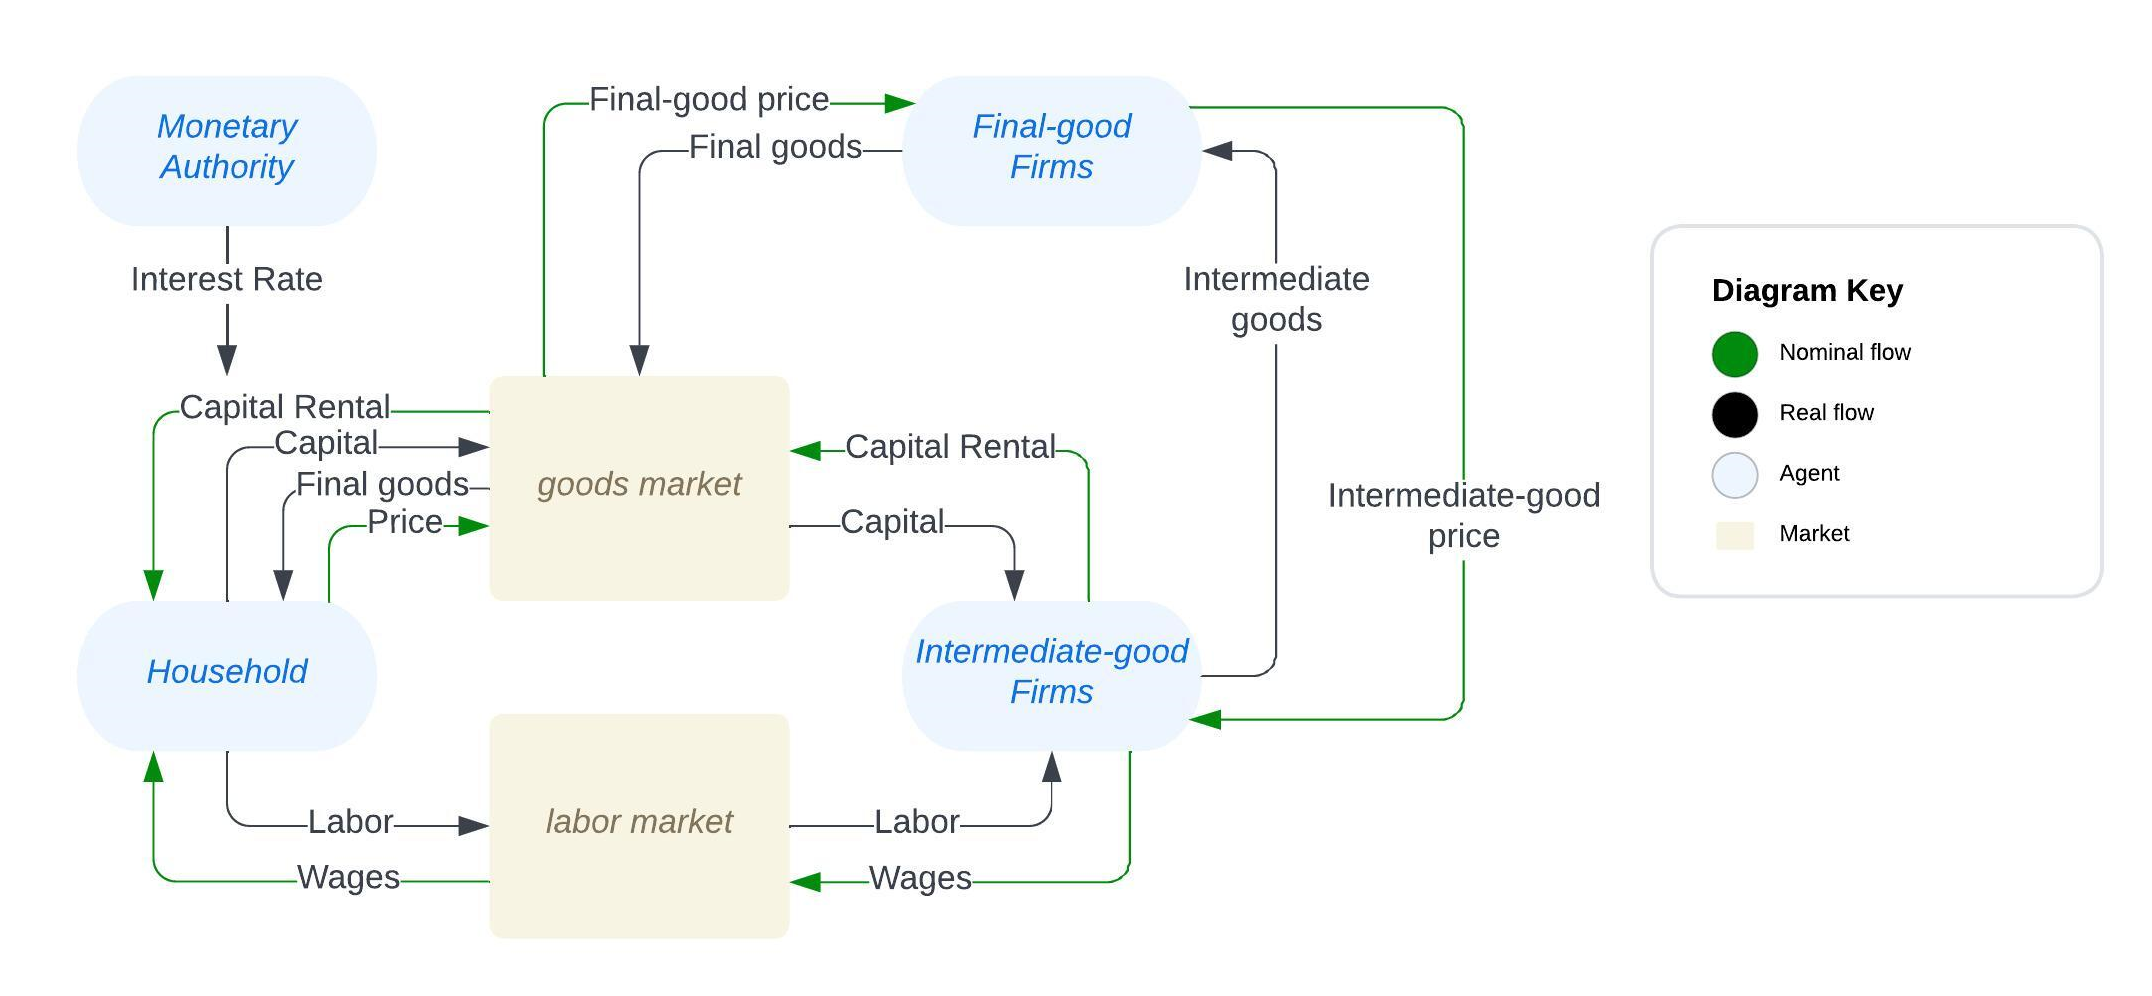 Monetary
Authority
Final-good price
Final goods
Final-good
Firms
Interest Rate
Intermediate
goods
Diagram Key
Nominal flow
Real flow
Agent
Market
Capital Rental
Capital
Final goods
Price
goods market
Capital Rental
Capital
Intermediate-good
price
Household
Intermediate-good
Firms
Labor
labor market
Labor
Wages
Wages